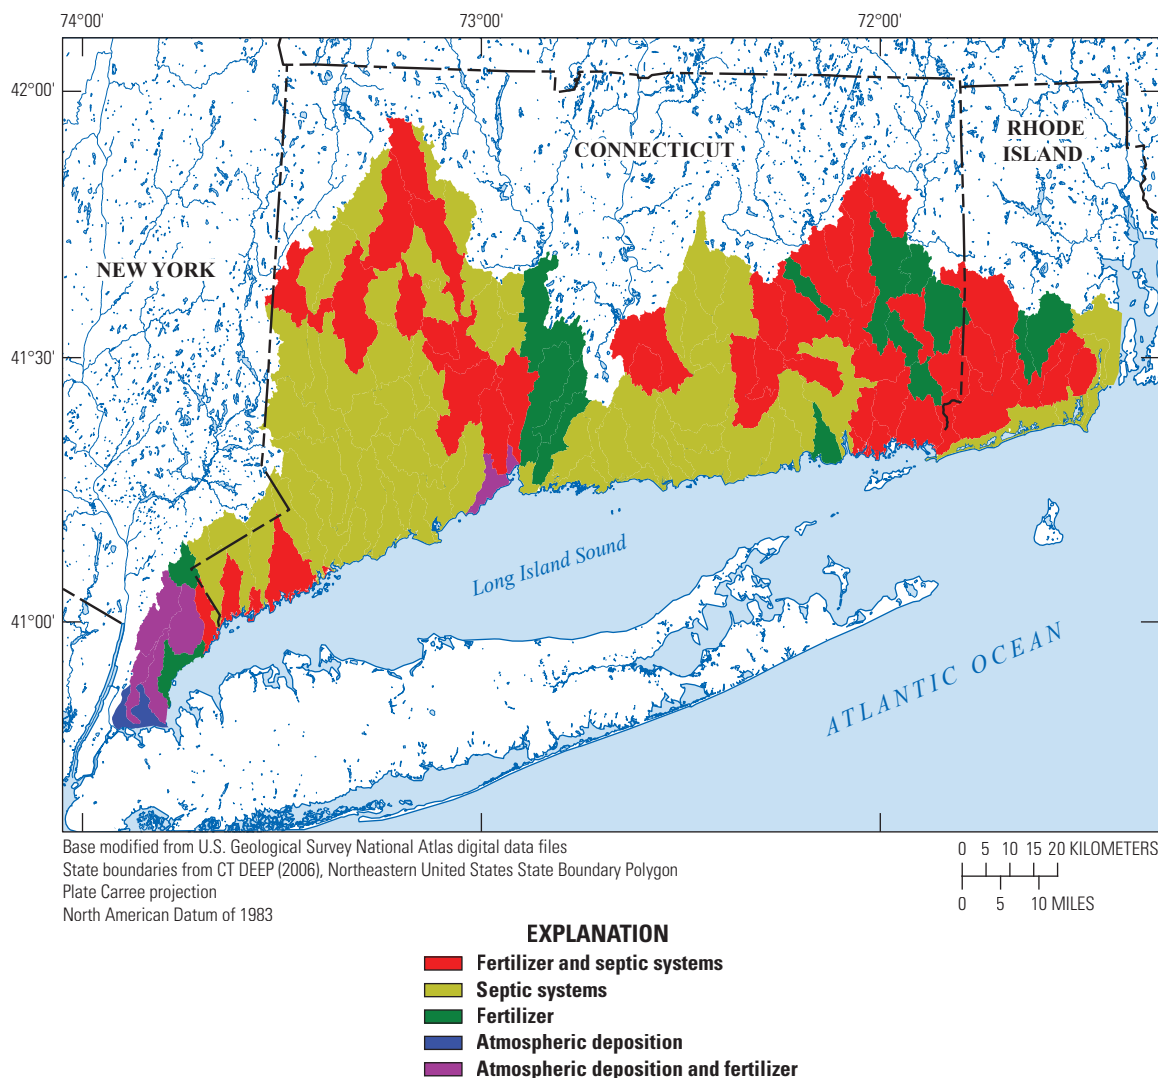 74°00'
73°00'
72°00'
42°00'
CONNECTICUT
RHODE
ISLAND
NEW YORK
41°30'
Long Island Sound
41°00'
ATLANTIC OCEAN
Base modified from U.S. Geological Survey National Atlas digital data files
State boundaries from CT DEEP (2006), Northeastern United States State Boundary Polygon
Plate Carree projection
North American Datum of 1983
0 5 10 15 20 KILOMETERS
0 5 10 MILES
EXPLANATION
Fertilizer and septic systems
Septic systems
Fertilizer
Atmospheric deposition
Atmospheric deposition and fertilizer